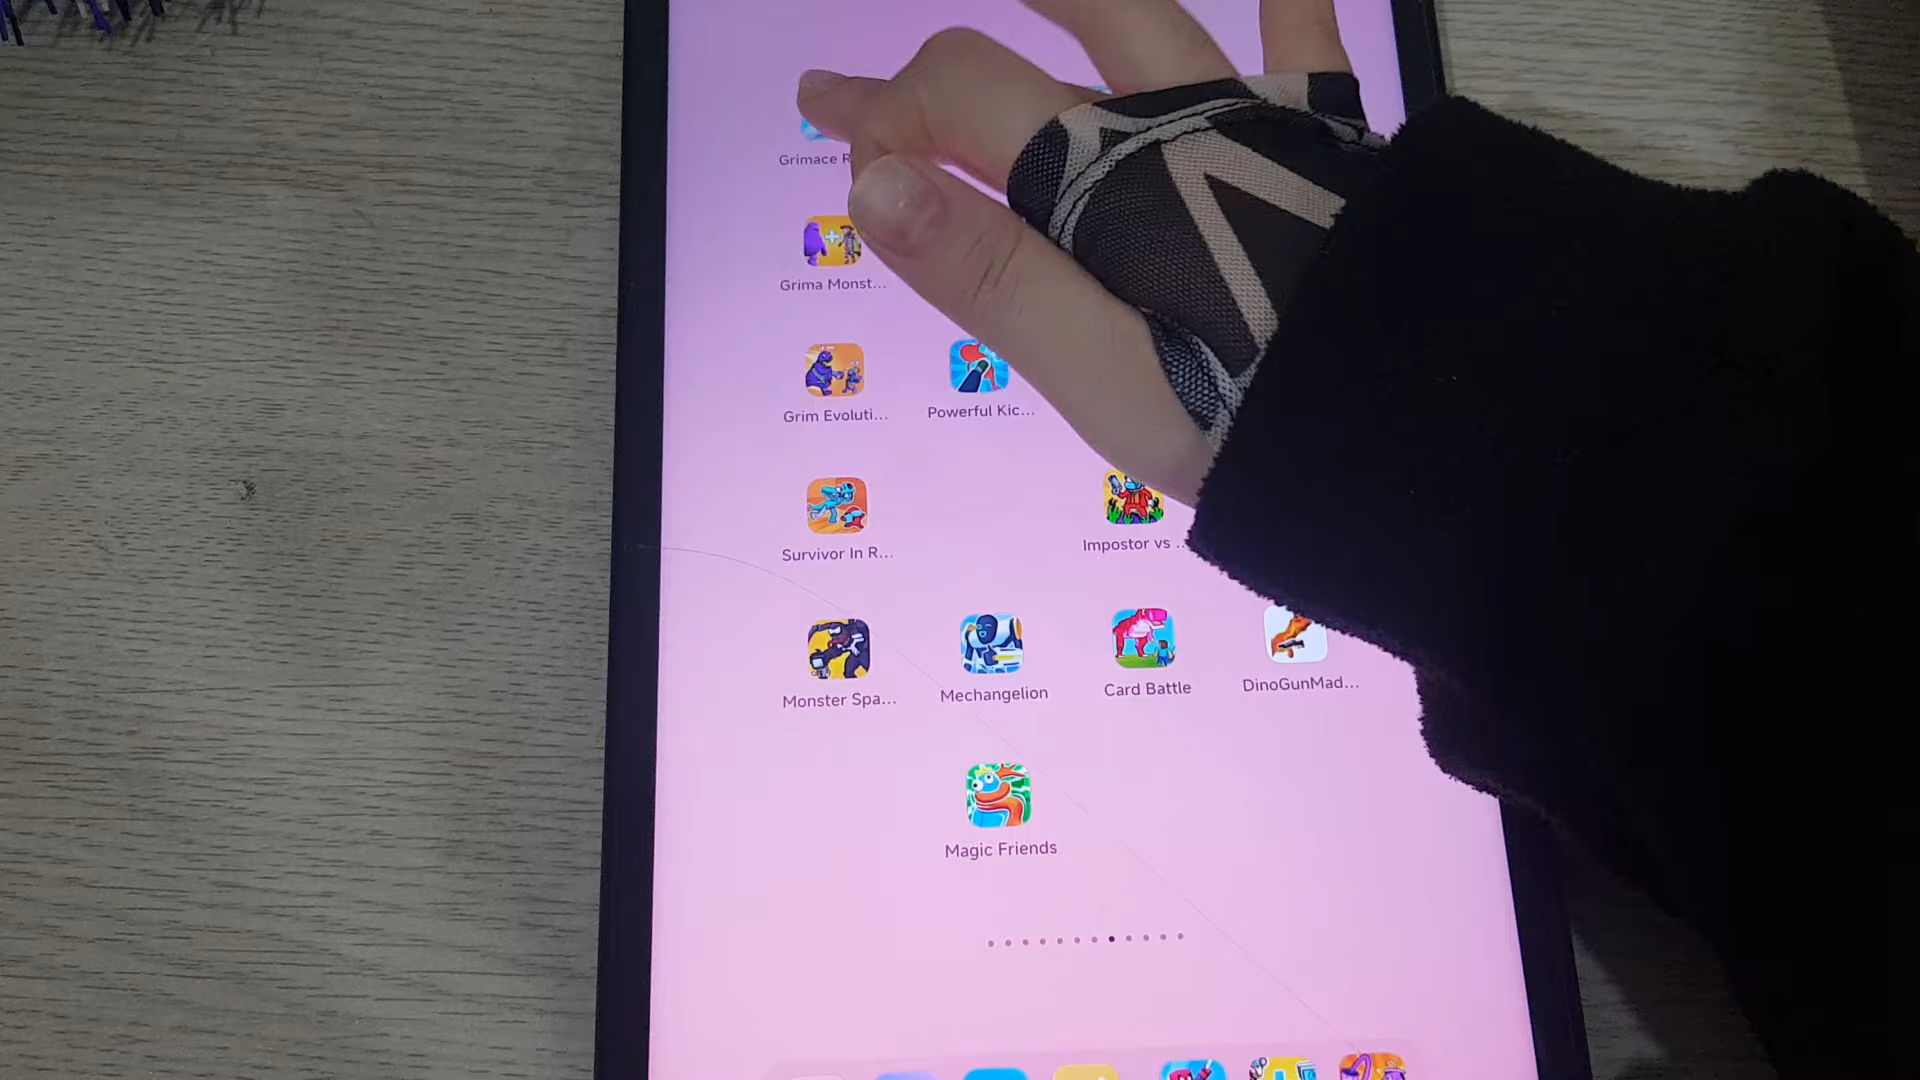 Grimace R
Grima Monst...
Grim Evoluti...
Powerful Kic...
Survivor In R...
Impostor vs ...
Monster Spa...
Mechangelion
Card Battle
DinoGunMad...
Magic Friends